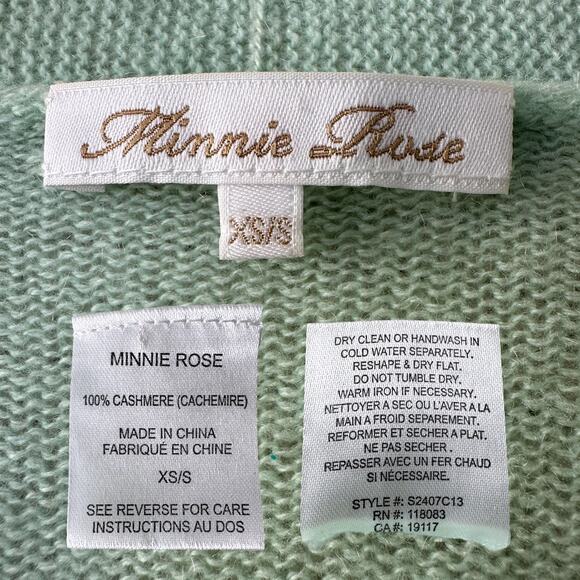 Minnie Rose
XS/S
MINNIE ROSE
100% CASHMERE (CACHEMIRE)
MADE IN CHINA
FABRIQUÉ EN CHINE
XS/S
SEE REVERSE FOR CARE
INSTRUCTIONS AU DOS
DRY CLEAN OR HANDWASH IN
COLD WATER SEPARATELY.
RESHAPE & DRY FLAT.
DO NOT TUMBLE DRY.
WARM IRON IF NECESSARY.
NETTOYER A SEC OU L'AVER A LA
MAIN A FROID SEPAREMENT.
REFORMER ET SECHER A PLAT.
NE PAS SECHER .
REPASSER AVEC UN FER CHAUD
SI NÉCESSAIRE.
STYLE #: S2407C13
RN #: 118083
CA#: 19117